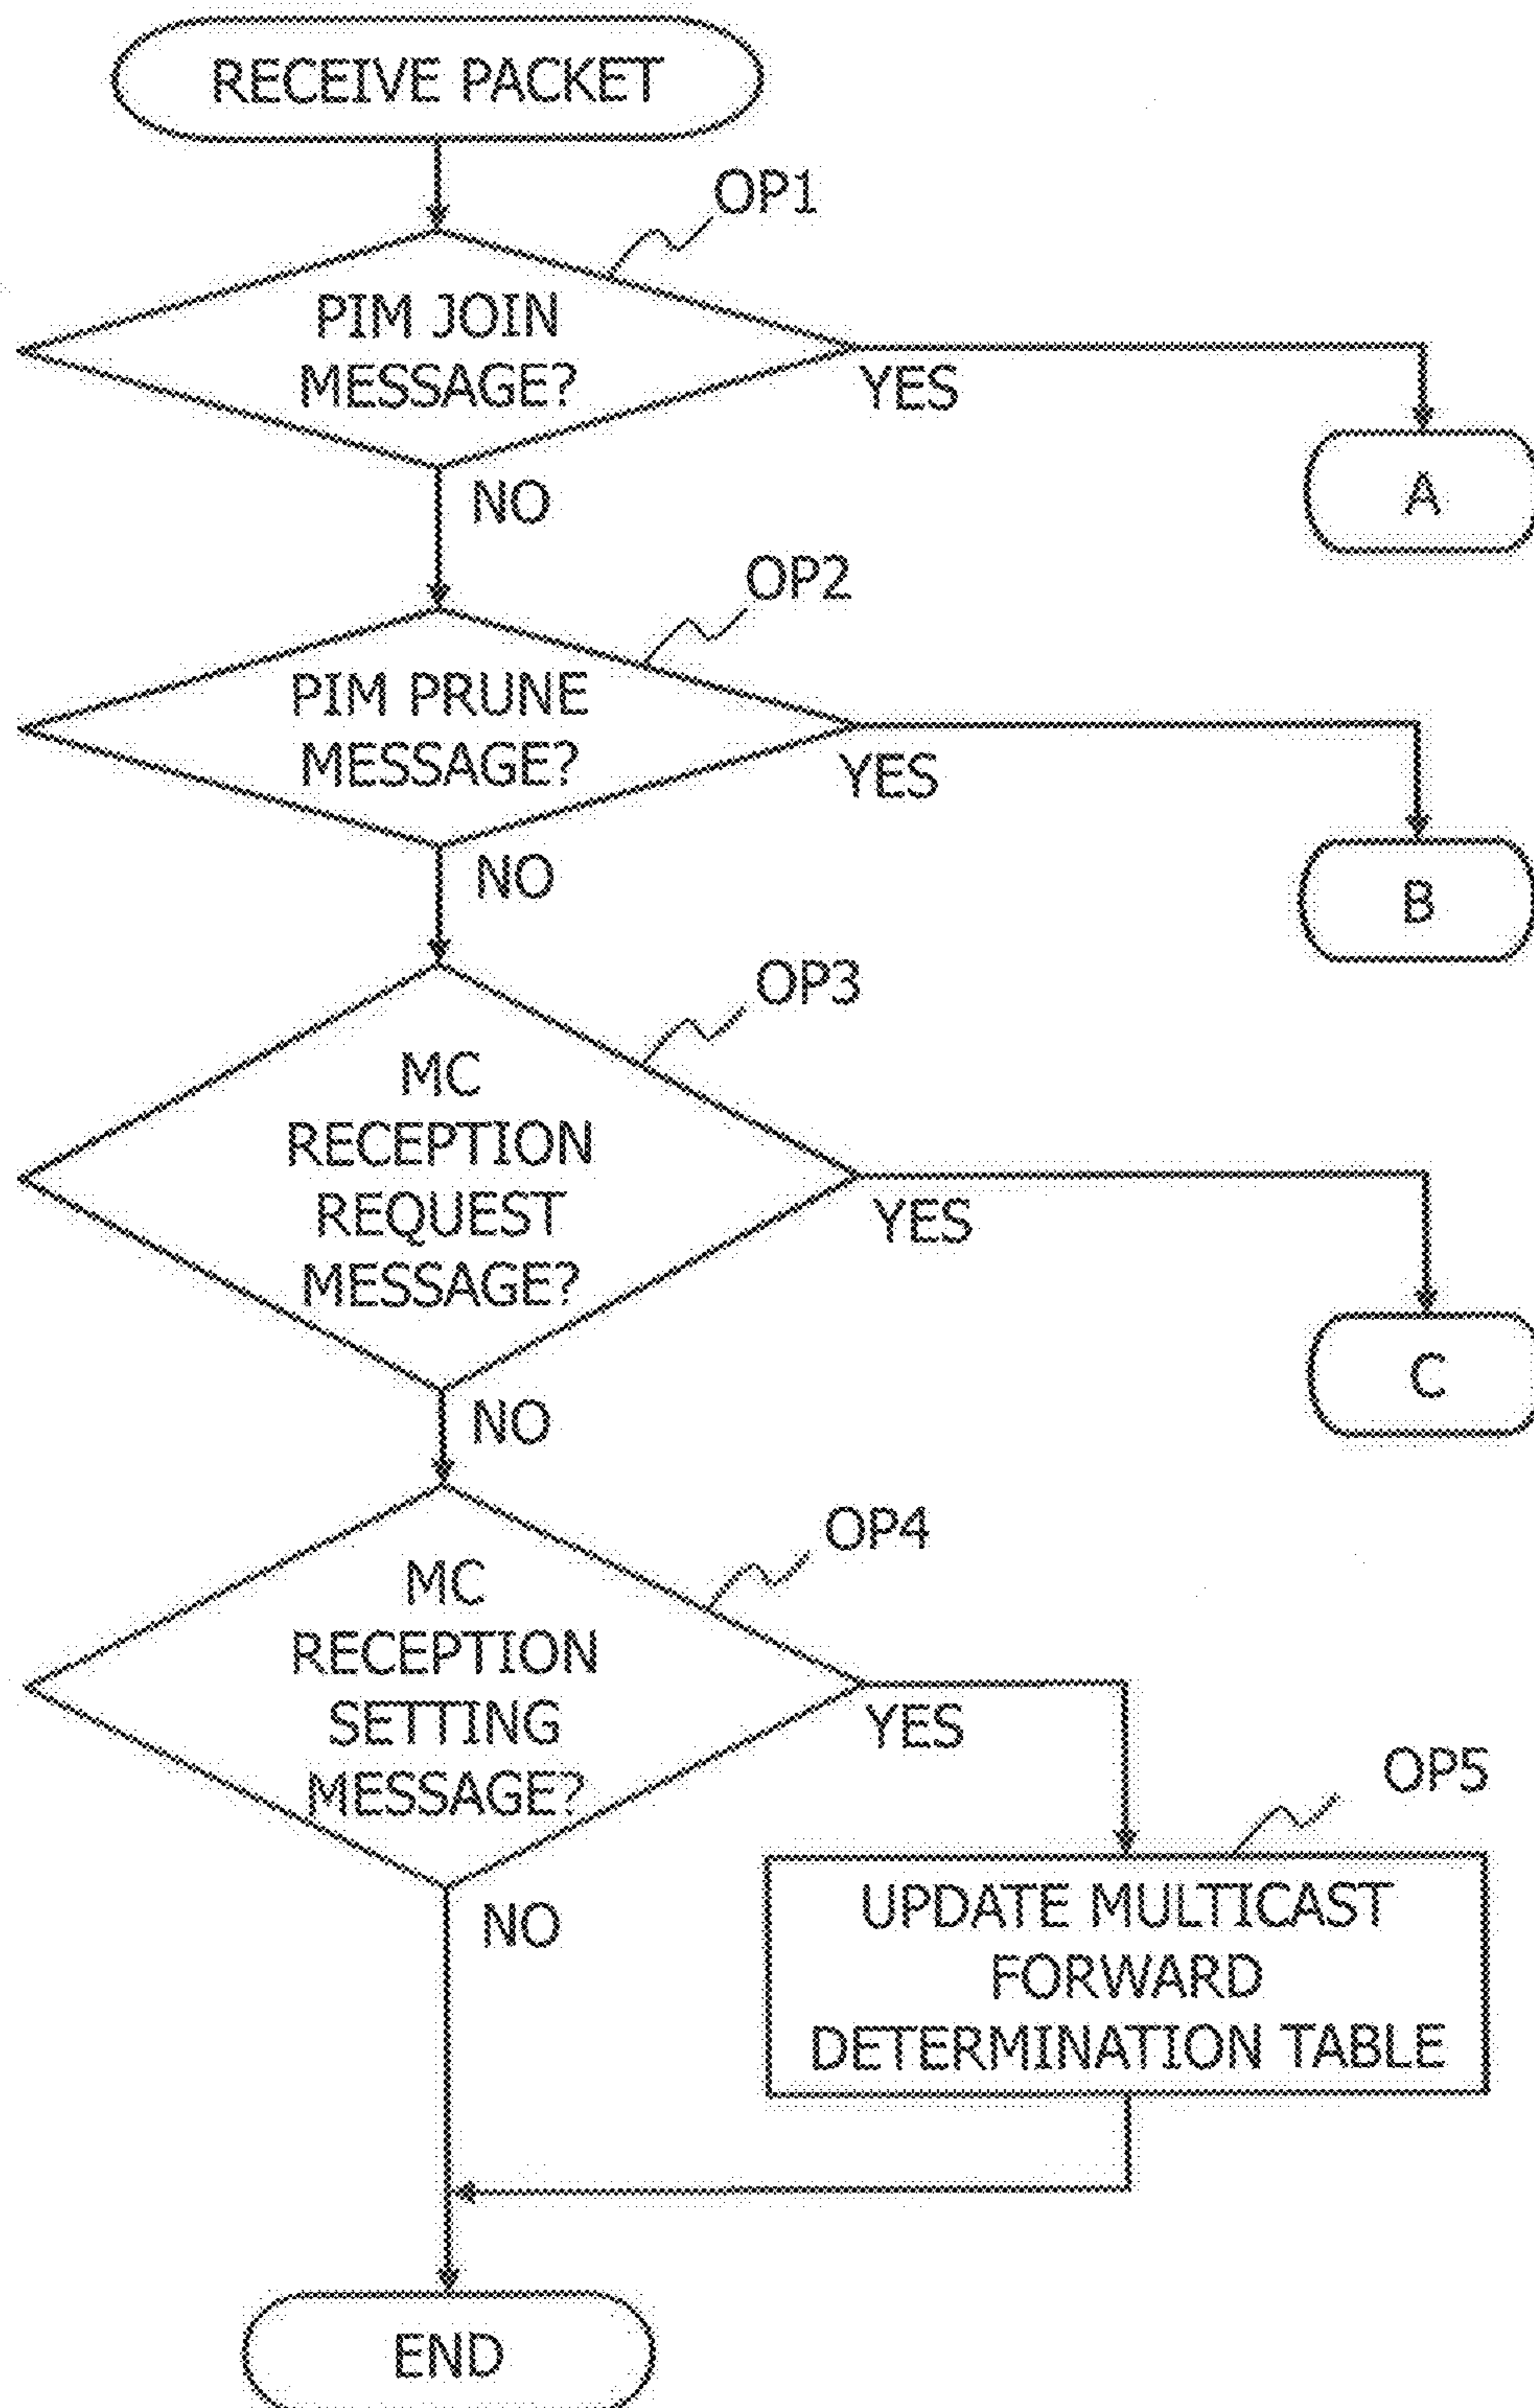 RECEIVE PACKET
OP1
PIM JOIN
MESSAGE?
YES
A
NO
OP2
PIM PRUNE
MESSAGE?
YES
B
NO
OP3
MC
RECEPTION
REQUEST
MESSAGE?
YES
C
NO
OP4
MC
RECEPTION
SETTING
MESSAGE?
YES
OP5
UPDATE MULTICAST
FORWARD
DETERMINATION TABLE
NO
END